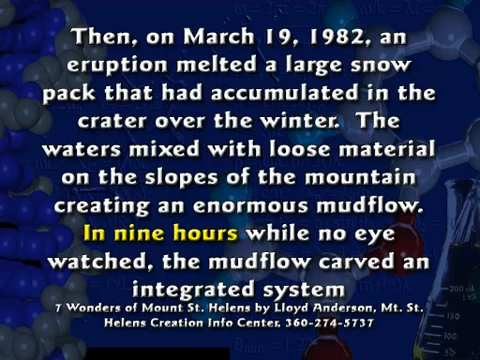 Then, on March 19, 1982, an
eruption melted a large snow
pack that had accumulated in the
crater over the winter. The
waters mixed with loose material
on the slopes of the mountain
creating an enormous mudflow.
In nine hours while no eye
watched, the mudflow carved an
integrated system
7 Wonders of Mount St. Helens by Lloyd Anderson, Mt. St.
Helens Creation Info Center, 360-274-5737